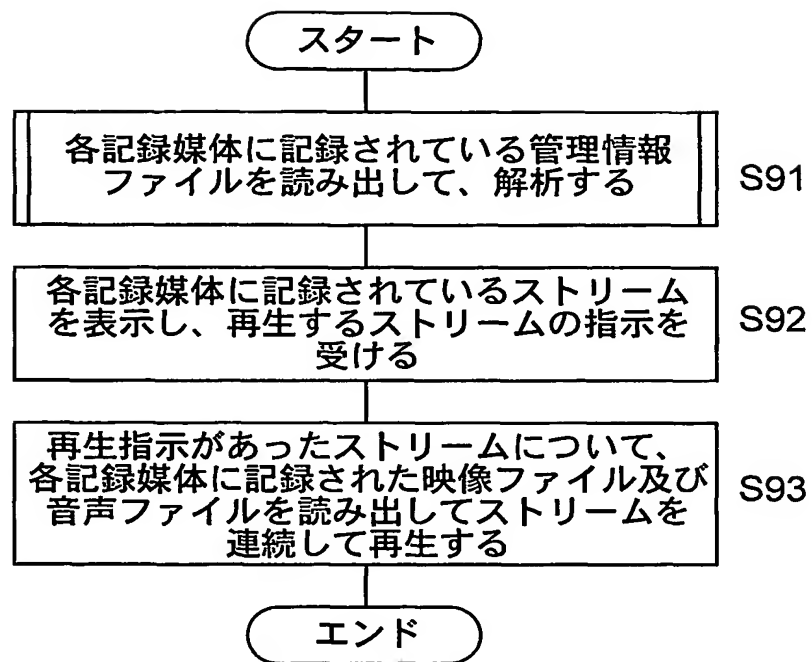 スタート
各記録媒体に記録されている管理情報
ファイルを読み出して、解析する
S91
各記録媒体に記録されているストリーム
を表示し、再生するストリームの指示を
受ける
S92
再生指示があったストリームについて、
各記録媒体に記録された映像ファイル及び
音声ファイルを読み出してストリームを
連続して再生する
S93
エンド